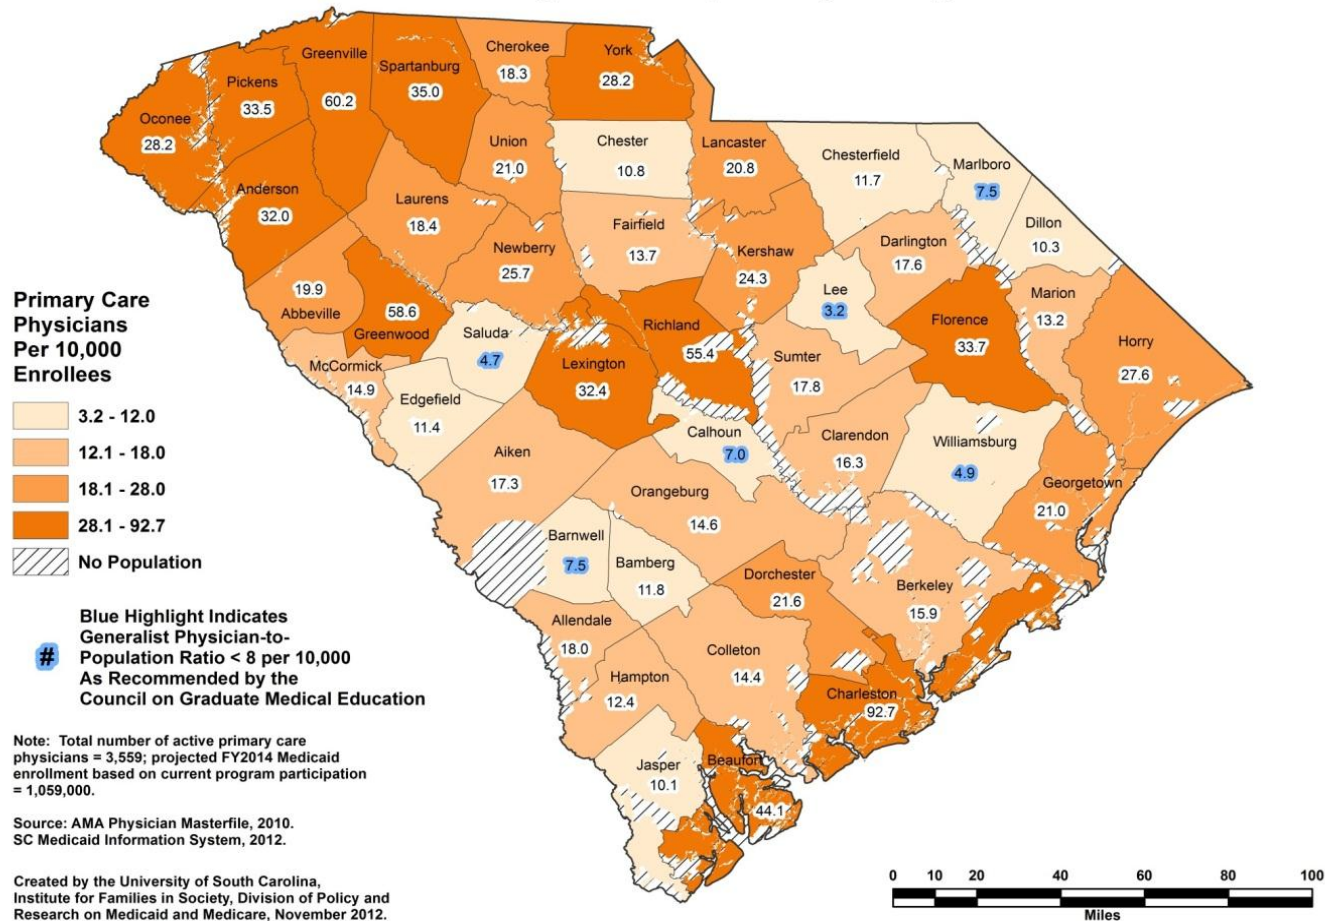 Greenville
60.2
Spartanburg
35.0
Cherokee
18.3
York
28.2
Pickens
33.5
Oconee
28.2
Union
21.0
Chester
10.8
Lancaster
20.8
Chesterfield
11.7
Marlboro
7.5
Anderson
32.0
Laurens
18.4
Newberry
25.7
Fairfield
13.7
Kershaw
24.3
Darlington
17.6
Dillon
10.3
Lee
3.2
Marion
13.2
Florence
33.7
Horry
27.6
19.9
Abbeville
58.6
Greenwood
Saluda
4.7
Richland
55.4
Lexington
32.4
Sumter
17.8
McCormick
14.9
Edgefield
11.4
Calhoun
7.0
Clarendon
16.3
Williamsburg
4.9
Georgetown
21.0
Aiken
17.3
Orangeburg
14.6
Barnwell
7.5
Bamberg
11.8
Dorchester
21.6
Berkeley
15.9
Allendale
18.0
Colleton
14.4
Hampton
12.4
Charleston
92.7
Jasper
10.1
Beaufort
44.1
Primary Care
Physicians
Per 10,000
Enrollees
3.2 - 12.0
12.1 - 18.0
18.1 - 28.0
28.1 - 92.7
No Population
#
Blue Highlight Indicates
Generalist Physician-to-
Population Ratio < 8 per 10,000
As Recommended by the
Council on Graduate Medical Education
Note: Total number of active primary care
physicians = 3,559; projected FY2014 Medicaid
enrollment based on current program participation
= 1,059,000.
Source: AMA Physician Masterfile, 2010.
SC Medicaid Information System, 2012.
Created by the University of South Carolina,
Institute for Families in Society, Division of Policy and
Research on Medicaid and Medicare, November 2012.
0 10 20 40 60 80 100
Miles